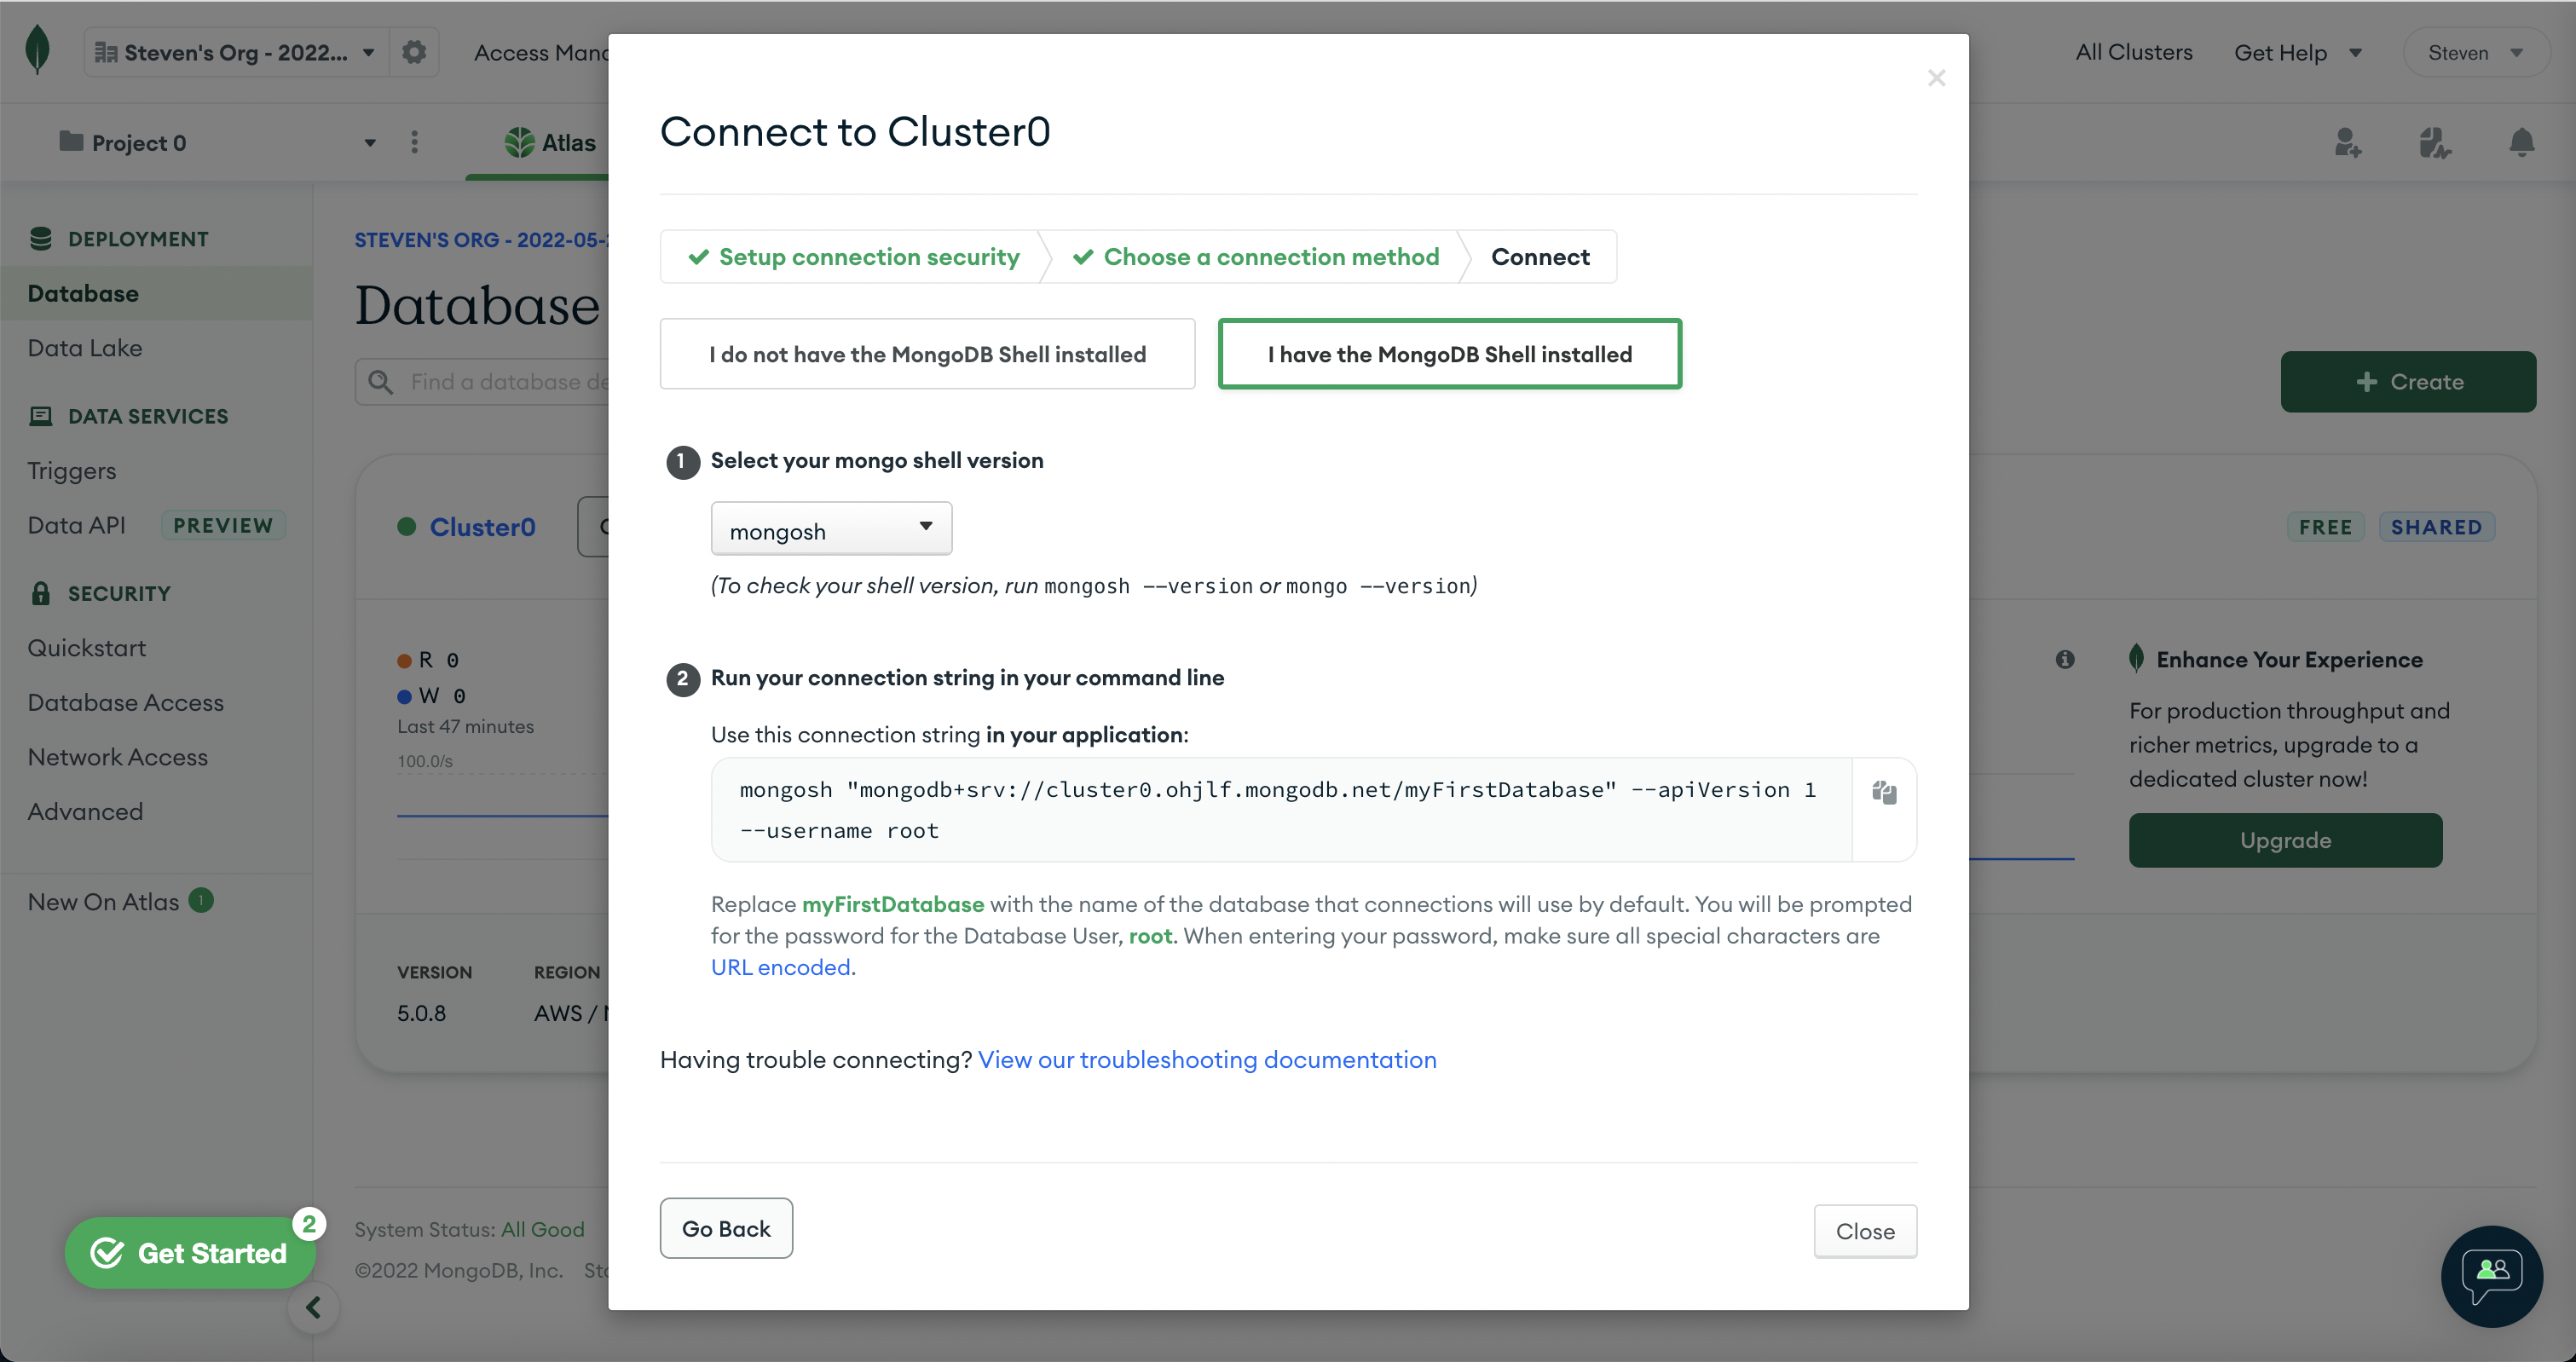 Steven's Org - 2022...
Access Mana
All Clusters
Get Help
Steven
Project 0
Atlas
DEPLOYMENT
Database
Data Lake
DATA SERVICES
Triggers
Data API PREVIEW
SECURITY
Quickstart
Database Access
Network Access
Advanced
New On Atlas 1
Get Started 2
STEVEN'S ORG - 2022-05-
Database
Find a database de
Create
Cluster0
FREE SHARED
R 0
W 0
Last 47 minutes
100.0/s
VERSION REGION
5.0.8 AWS /
Enhance Your Experience
For production throughput and
richer metrics, upgrade to a
dedicated cluster now!
Upgrade
System Status: All Good
©2022 MongoDB, Inc.
Connect to Cluster0
Setup connection security
Choose a connection method
Connect
I do not have the MongoDB Shell installed
I have the MongoDB Shell installed
1 Select your mongo shell version
mongosh
(To check your shell version, run mongosh --version or mongo --version)
2 Run your connection string in your command line
Use this connection string in your application:
mongosh "mongodb+srv://cluster0.ohjlf.mongodb.net/myFirstDatabase" --apiVersion 1
--username root
Replace myFirstDatabase with the name of the database that connections will use by default. You will be prompted
for the password for the Database User, root. When entering your password, make sure all special characters are
URL encoded.
Having trouble connecting? View our troubleshooting documentation
Go Back
Close